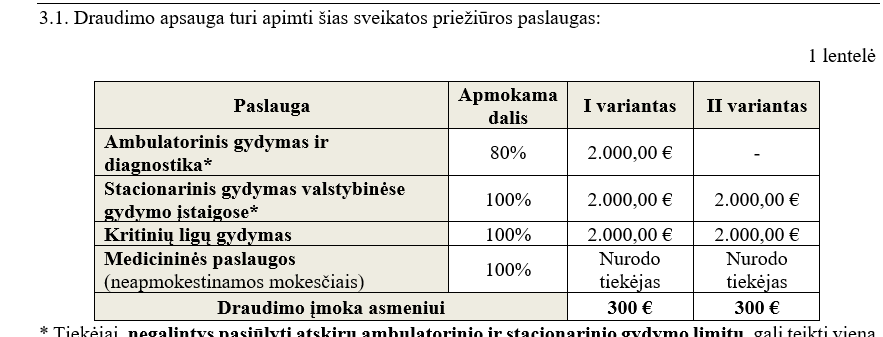 3.1. Draudimo apsauga turi apimti šias sveikatos priežiūros paslaugas:
1 lentelė
Paslauga
Apmokama
dalis
I variantas
II variantas
Ambulatorinis gydymas ir
diagnostika*
80%
2.000,00 €
-
Stacionarinis gydymas valstybinėse
gydymo įstaigose*
100%
2.000,00 €
2.000,00 €
Kritinių ligų gydymas
100%
2.000,00 €
2.000,00 €
Medicininės paslaugos
(neapmokestinamos mokesčiais)
100%
Nurodo
tiekėjas
Nurodo
tiekėjas
Draudimo įmoka asmeniui
300 €
300 €
* Tiekėjai, negalintys pasiūlyti atskirų ambulatorinio ir stacionarinio gydymo limitų, gali teikti vieną